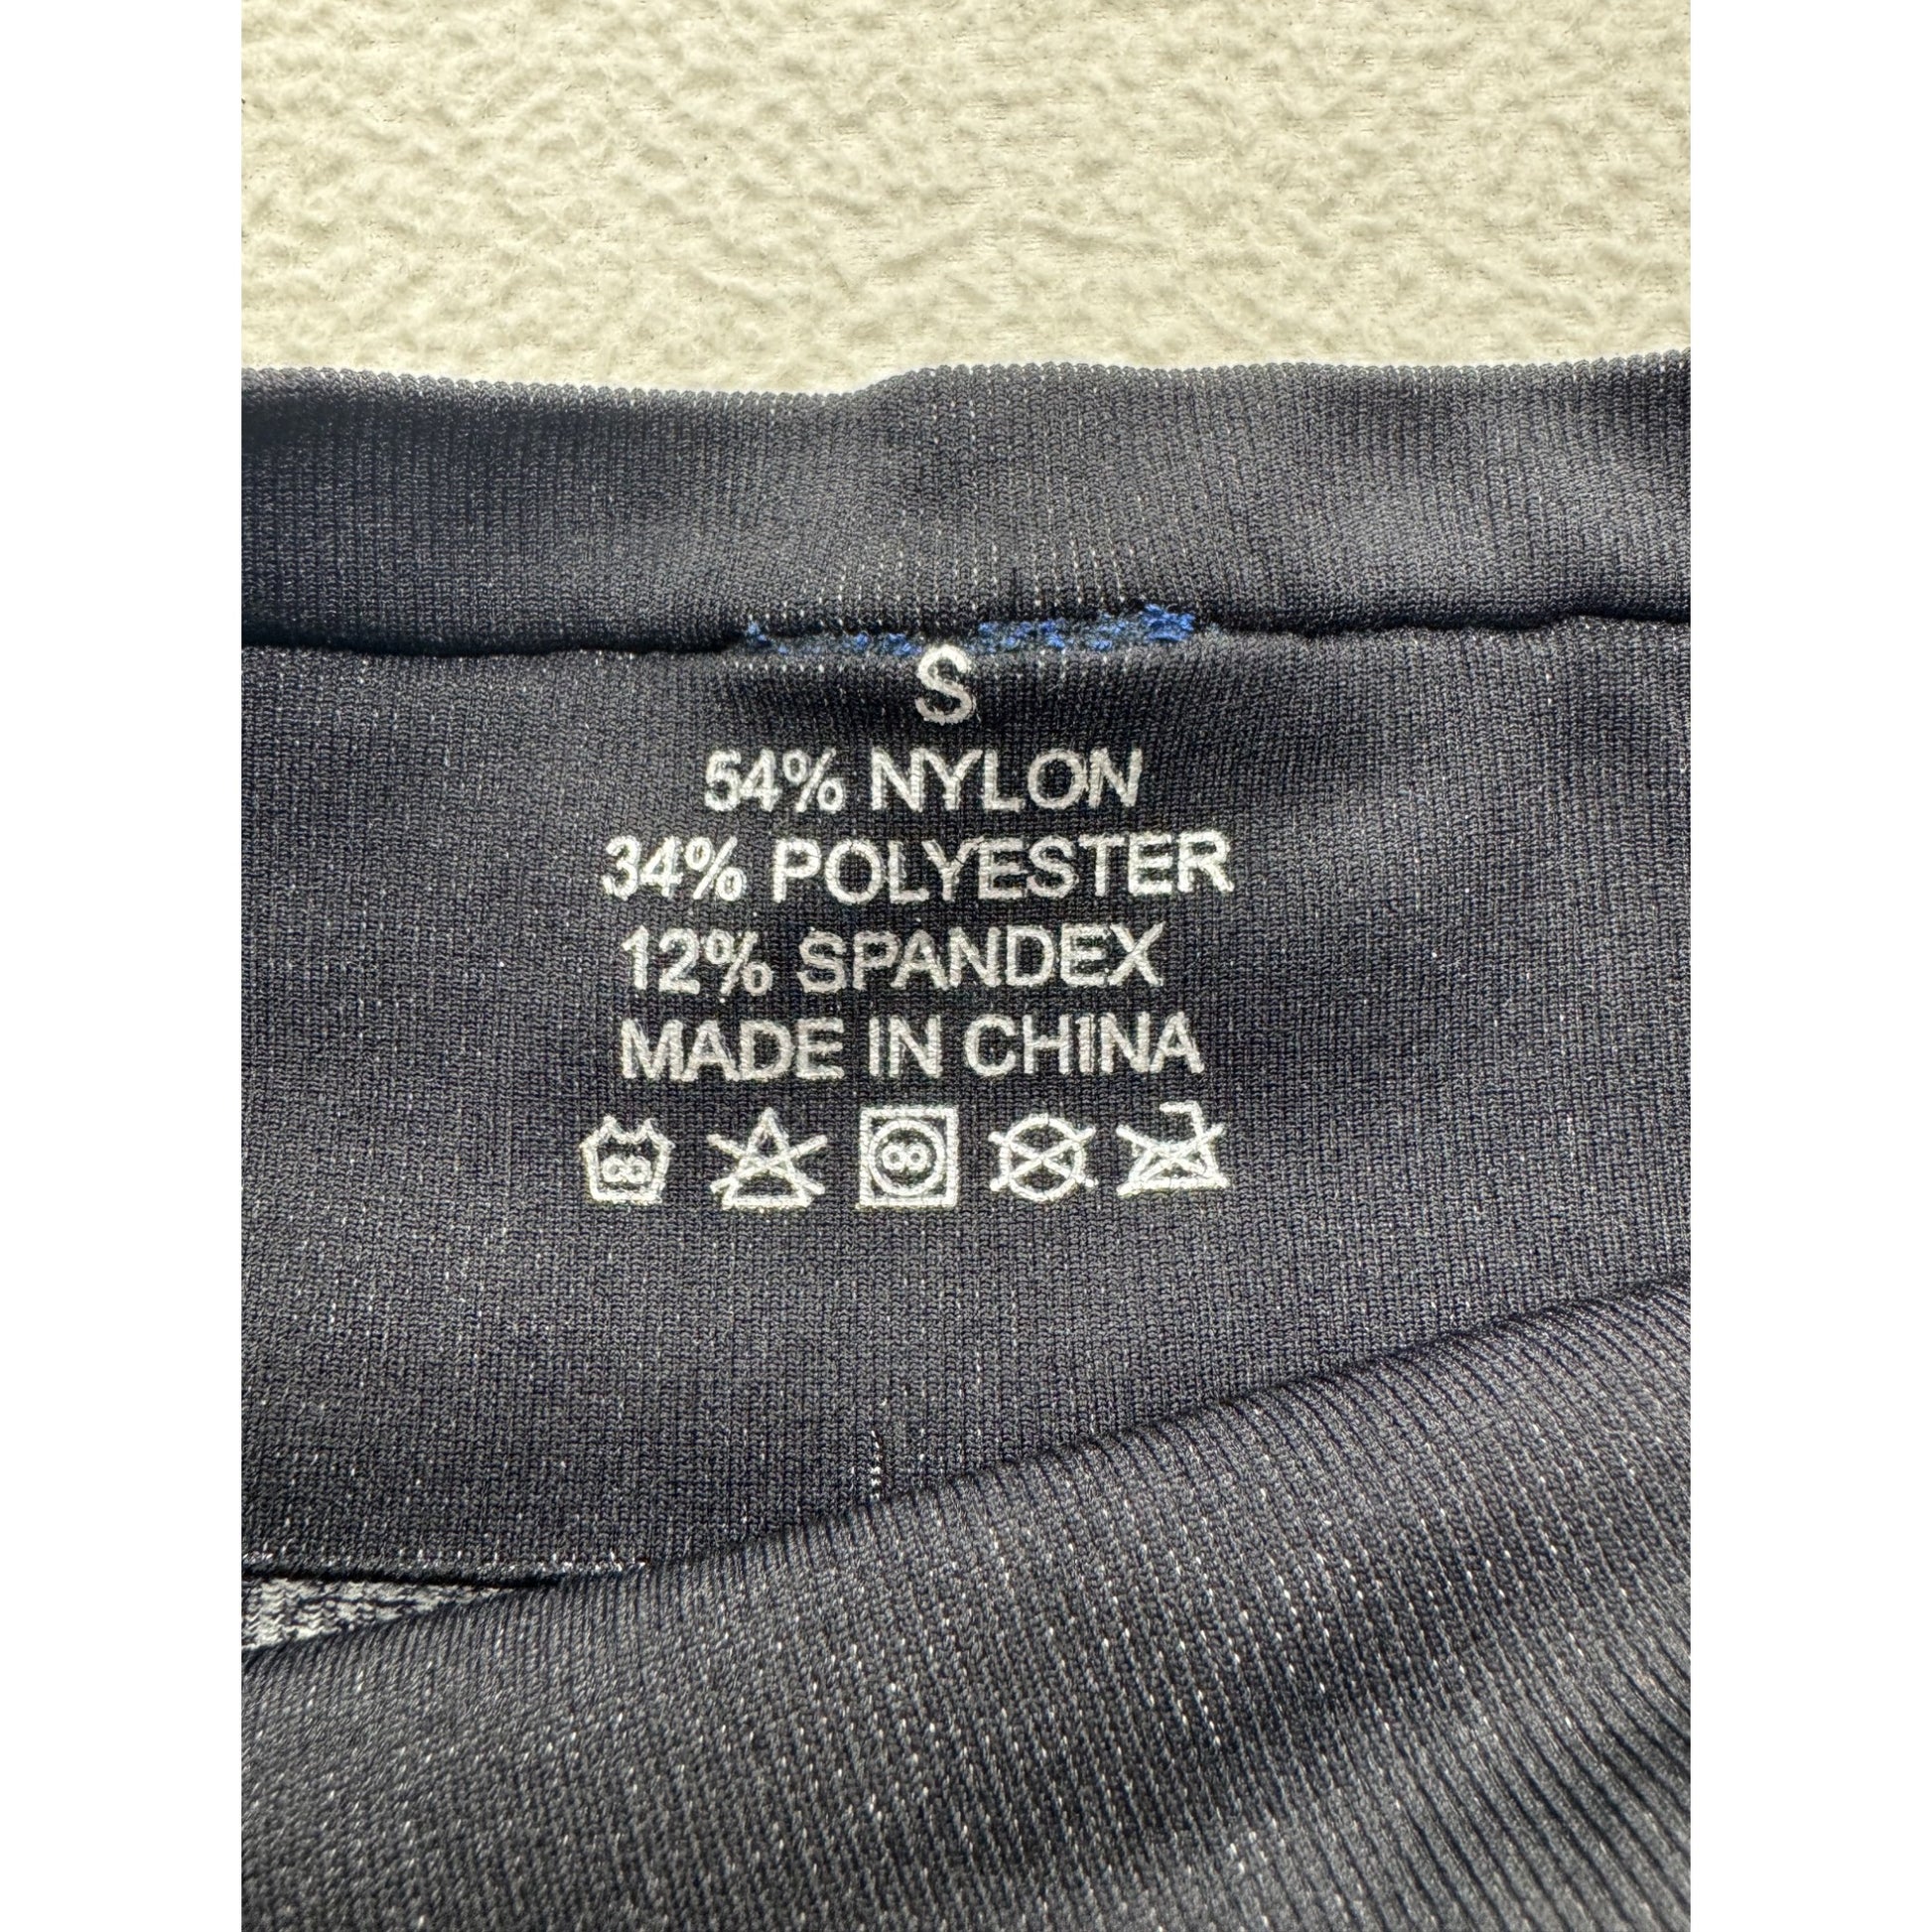 S
54% NYLON
34% POLYESTER
12% SPANDEX
MADE IN CHINA